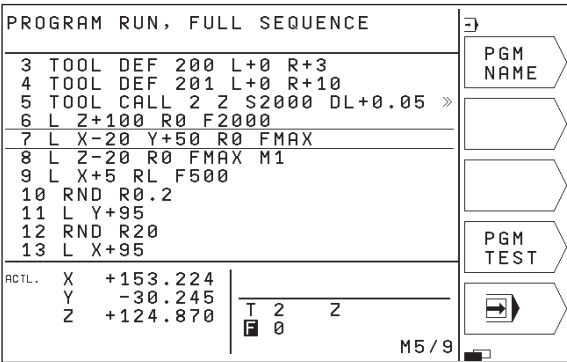 PROGRAM RUN, FULL SEQUENCE
3 TOOL DEF 200 L+0 R+3
4 TOOL DEF 201 L+0 R+10
5 TOOL CALL 2 Z S2000 DL+0.05 »
6 L Z+100 R0 F2000
7 L X-20 Y+50 R0 FMAX
8 L Z-20 R0 FMAX M1
9 L X+5 RL F500
10 RND R0.2
11 L Y+95
12 RND R20
13 L X+95
ACTL. X +153.224
Y -30.245
Z +124.870
T 2 Z
F 0
M5/9
PGM
NAME
PGM
TEST